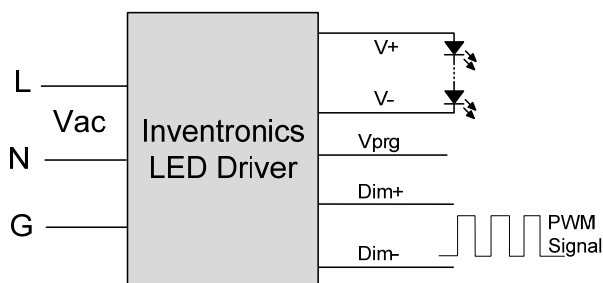 L
Vac
N
G
Inventronics
LED Driver
V+
V-
Vprg
Dim+
Dim-
PWM
Signal